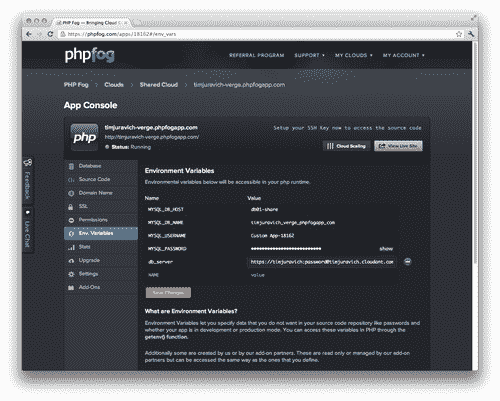 PHP Fog — Bringing Cloud C
https://phpfog.com/apps/18162#/env_vars
phpfog
REFERRAL PROGRAM SUPPORT MY CLOUDS MY ACCOUNT
PHP Fog Clouds Shared Cloud timjuravich-verge.phpfogapp.com
App Console
php
timjuravich-verge.phpfogapp.com
http://timjuravich-verge.phpfogapp.com/
Status: Running
Setup your SSH Key now to access the source code
Cloud Scaling
View Live Site
Feedback
Live Chat
Database
Source Code
Domain Name
SSL
Permissions
Env. Variables
Stats
Upgrade
Settings
Add-Ons
Environment Variables
Environmental variables below will be accessible in your php runtime.
Name Value
MYSQL_DB_HOST db01-share
MYSQL_DB_NAME timjuravich_verge_phpfogapp_com
MYSQL_USERNAME Custom App-18162
MYSQL_PASSWORD show
db_server https://timjuravich:password@timjuravich.cloudant.com
NAME value
Save Changes
What are Environment Variables?
Environment Variables let you specify data that you do not want in your source code repository like passwords and
whether your app is in development or production mode. You can access these variables in PHP through the
getenv() function.
Additionally some are created by us or by our add-on partners. These are read only or managed by our add-on
partners but can be accessed the same way as the ones that you define.